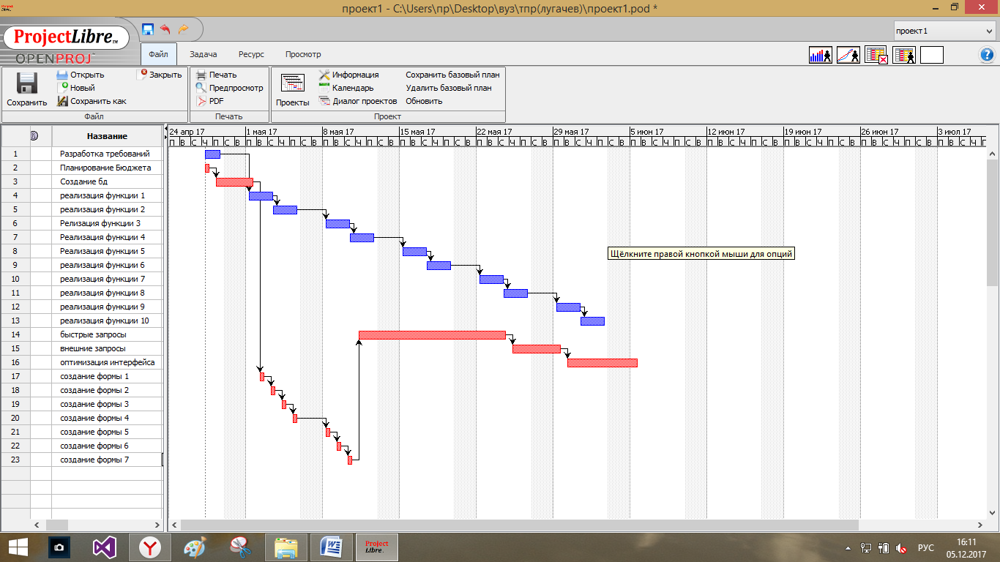 Project Libre.
проект1 - C:\Users\пр\Desktop\вуз\тпр(лугачев)\проект1.pod *
ProjectLibre TM
OPENPROJ
проект1
Файл Задача Ресурс Просмотр
Сохранить
Открыть
Новый
Сохранить как
Закрыть
Файл
Печать
Предпросмотр
PDF
Печать
Проекты
Информация
Календарь
Диалог проектов
Сохранить базовый план
Удалить базовый план
Обновить
Проект
Название
24 апр 17 1 мая 17 8 мая 17 15 мая 17 22 мая 17 29 мая 17 5 июн 17 12 июн 17 19 июн 17 26 июн 17 3 июл 17
П В С Ч П С В П В С Ч П С В П В С Ч П С В П В С Ч П С В П В С Ч П С В П В С Ч П С В П В С Ч П С В П В С Ч П С В П В С Ч П С В П В С Ч П С В П В С Ч П
1 Разработка требований
2 Планирование Бюджета
3 Создание бд
4 реализация функции 1
5 реализация функции 2
6 Релизация функции 3
7 Реализация функции 4
8 Реализация функции 5
9 реализация функции 6
10 реализация функции 7
11 реализация функции 8
12 реализация функции 9
13 реализация функции 10
14 быстрые запросы
15 внешние запросы
16 оптимизация интерфейса
17 создание формы 1
18 создание формы 2
19 создание формы 3
20 создание формы 4
21 создание формы 5
22 создание формы 6
23 создание формы 7
Щёлкните правой кнопкой мыши для опций
Project Libre.
РУС
16:11
05.12.2017